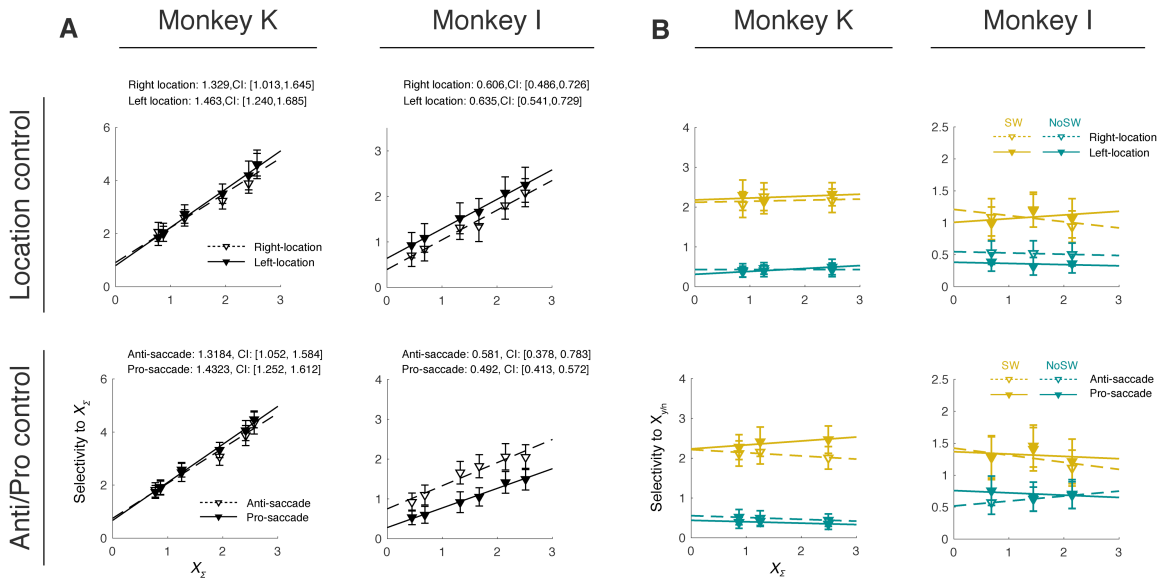 A
Monkey K
Monkey I
B
Monkey K
Monkey I
Location control
Right location: 1.329,CI: [1.013,1.645]
Left location: 1.463,CI: [1.240,1.685]
Right location: 0.606,CI: [0.486,0.726]
Left location: 0.635,CI: [0.541,0.729]
6
4
2
0
0 1 2 3
Right-location
Left-location
3
2
1
0
0 1 2 3
4
3
2
1
0
0 1 2 3
2.5
2
1.5
1
0.5
0
0 1 2 3
SW NoSW
Right-location
Left-location
Anti/Pro control
Anti-saccade: 1.3184, CI: [1.052, 1.584]
Pro-saccade: 1.4323, CI: [1.252, 1.612]
Anti-saccade: 0.581, CI: [0.378, 0.783]
Pro-saccade: 0.492, CI: [0.413, 0.572]
Selectivity to XΣ
6
4
2
0
0 1 2 3
XΣ
Anti-saccade
Pro-saccade
4
3
2
1
0
0 1 2 3
Selectivity to Xy/n
4
3
2
1
0
0 1 2 3
XΣ
2.5
2
1.5
1
0.5
0
0 1 2 3
SW NoSW
Anti-saccade
Pro-saccade